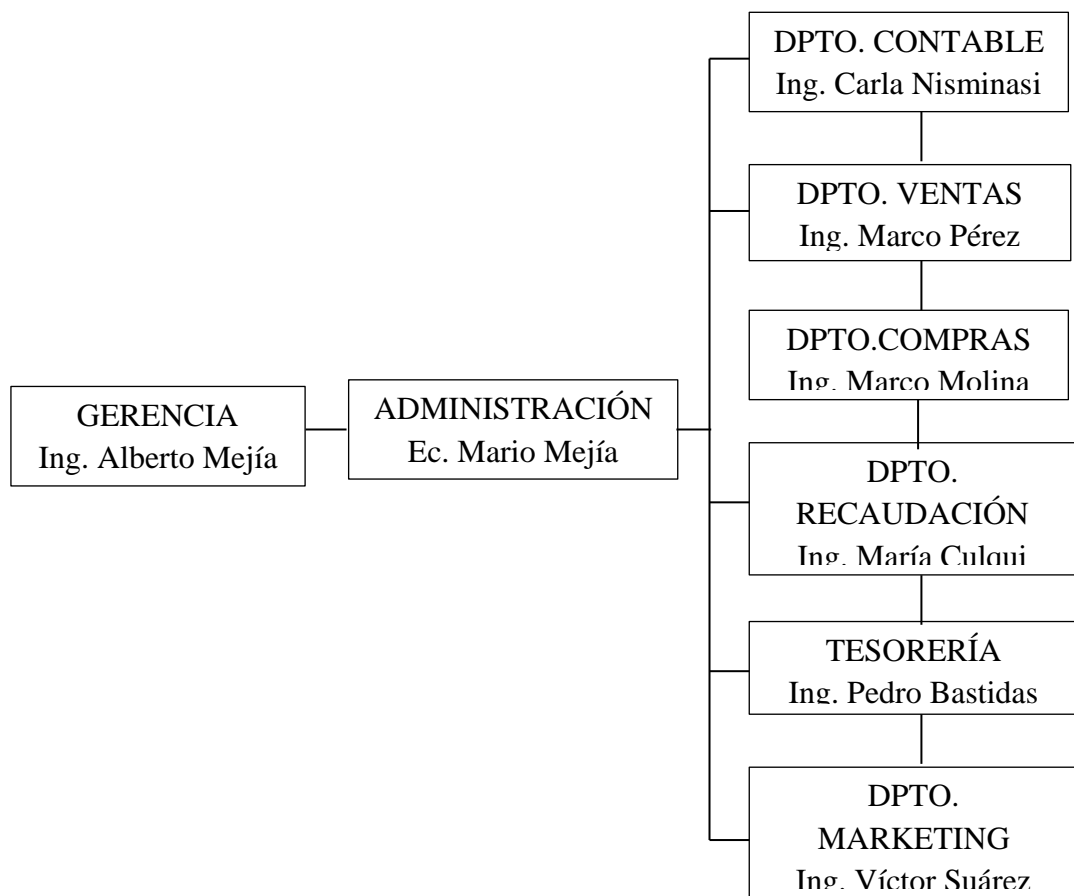 DPTO. CONTABLE
Ing. Carla Nisminasi
DPTO. VENTAS
Ing. Marco Pérez
DPTO.COMPRAS
Ing. Marco Molina
GERENCIA
Ing. Alberto Mejía
ADMINISTRACIÓN
Ec. Mario Mejía
DPTO.
RECAUDACIÓN
Ing. María Culqui
TESORERÍA
Ing. Pedro Bastidas
DPTO.
MARKETING
Ing. Víctor Suárez